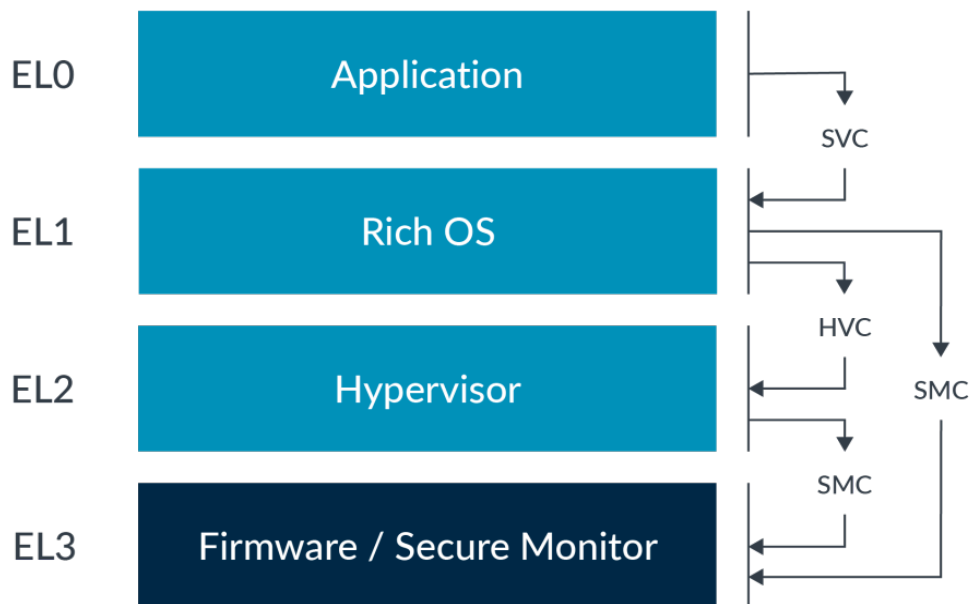 EL0
Application
SVC
EL1
Rich OS
HVC
EL2
Hypervisor
SMC
SMC
EL3
Firmware / Secure Monitor